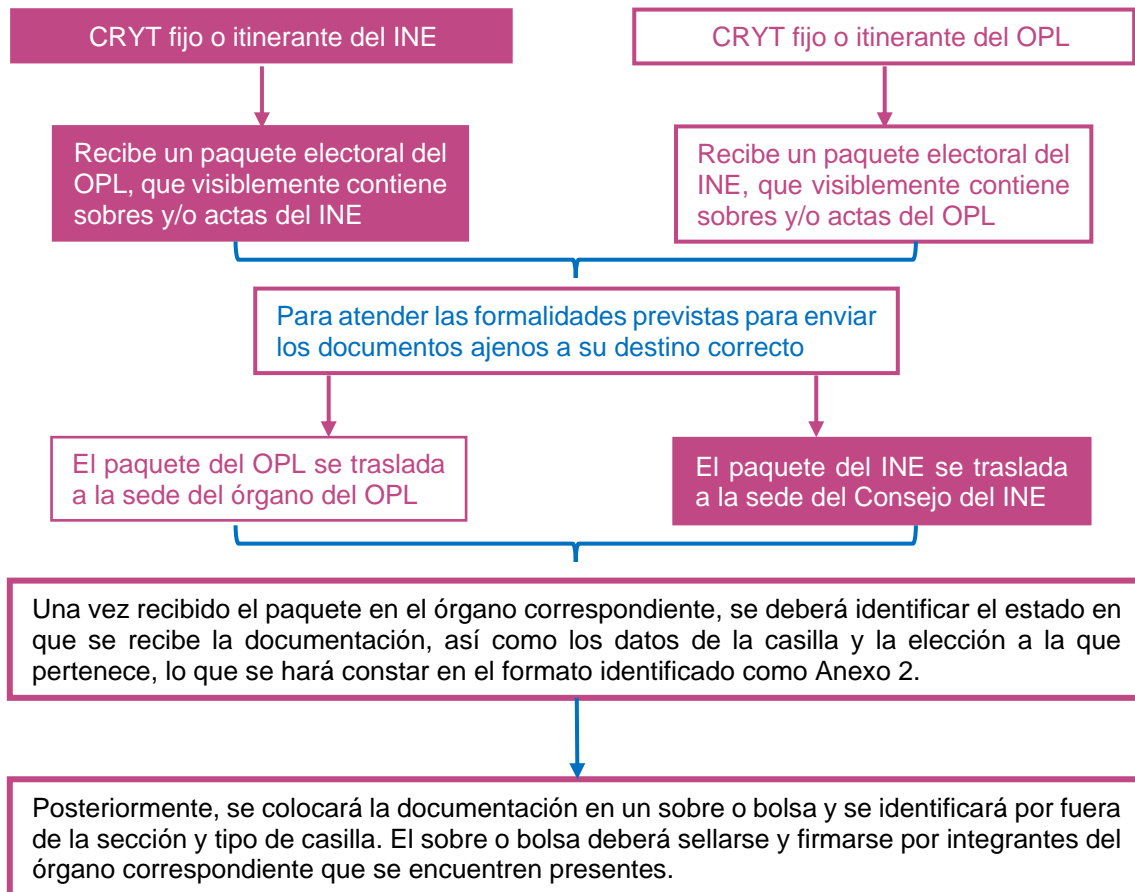 CRYT fijo o itinerante del INE
CRYT fijo o itinerante del OPL
Recibe un paquete electoral del
OPL, que visiblemente contiene
sobres y/o actas del INE
Recibe un paquete electoral del
INE, que visiblemente contiene
sobres y/o actas del OPL
Para atender las formalidades previstas para enviar
los documentos ajenos a su destino correcto
El paquete del OPL se traslada
a la sede del órgano del OPL
El paquete del INE se traslada
a la sede del Consejo del INE
Una vez recibido el paquete en el órgano correspondiente, se deberá identificar el estado en
que se recibe la documentación, así como los datos de la casilla y la elección a la que
pertenece, lo que se hará constar en el formato identificado como Anexo 2.
Posteriormente, se colocará la documentación en un sobre o bolsa y se identificará por fuera
de la sección y tipo de casilla. El sobre o bolsa deberá sellarse y firmarse por integrantes del
órgano correspondiente que se encuentren presentes.